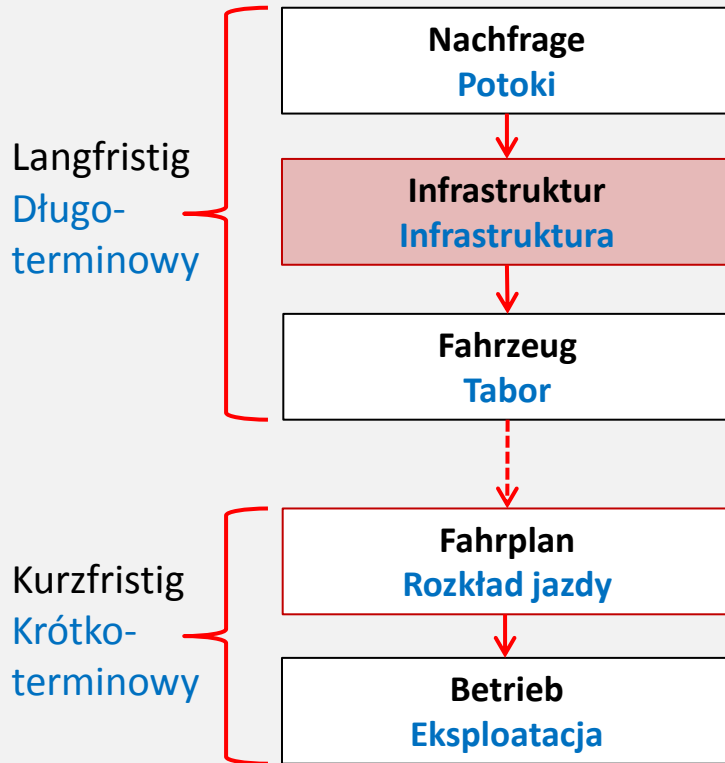 Nachfrage
Potoki
Langfristig
Długo-
terminowy
Infrastruktur
Infrastruktura
Fahrzeug
Tabor
Kurzfristig
Krótko-
terminowy
Fahrplan
Rozkład jazdy
Betrieb
Eksploatacja